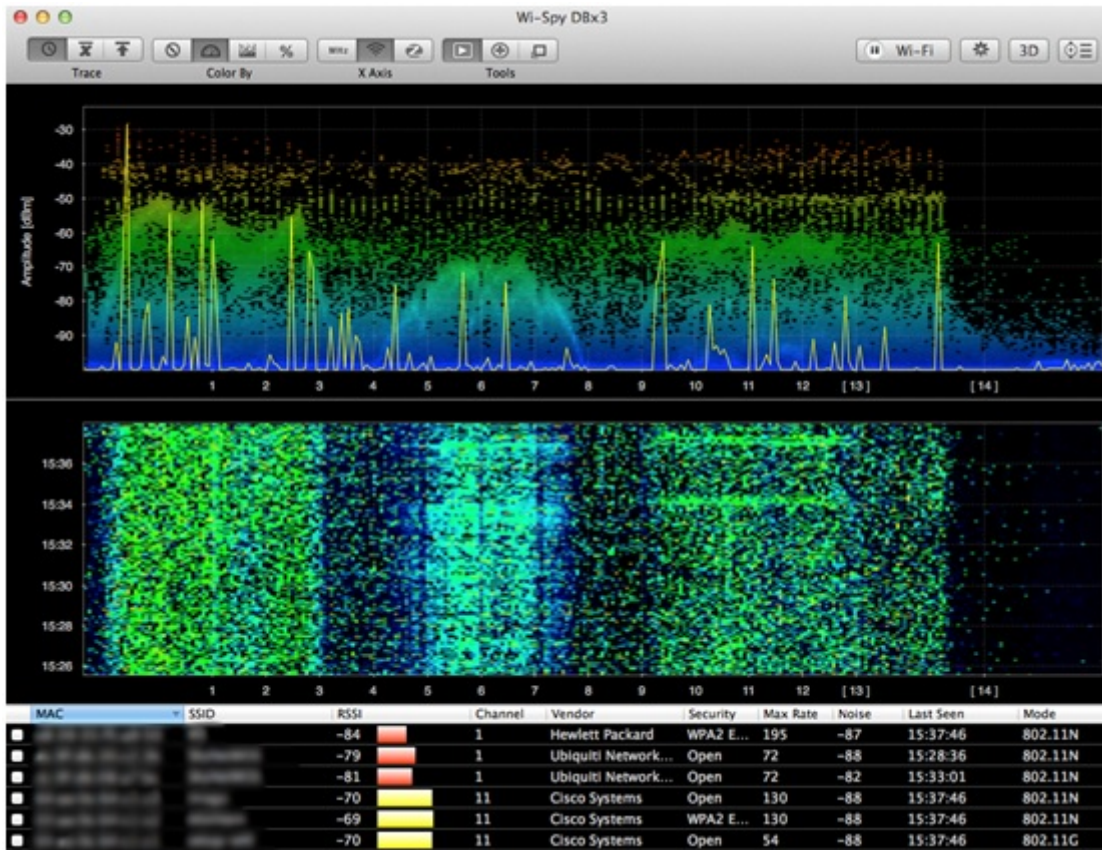 Wi-Spy DBx3
MHz % Wi-Fi 3D
Trace Color By X Axis Tools
Amplitude [dBm]
-30
-40
-50
-60
-70
-80
-90
1 2 3 4 5 6 7 8 9 10 11 12 [ 13 ] [ 14 ]
15:36
15:34
15:32
15:30
15:28
15:26
1 2 3 4 5 6 7 8 9 10 11 12 [ 13 ] [ 14 ]
MAC SSID RSSI Channel Vendor Security Max Rate Noise Last Seen Mode
-84 1 Hewlett Packard WPA2 E... 195 -87 15:37:46 802.11N
-79 1 Ubiquiti Network... Open 72 -88 15:28:36 802.11N
-81 1 Ubiquiti Network... Open 72 -82 15:33:01 802.11N
-70 11 Cisco Systems Open 130 -88 15:37:46 802.11N
-69 11 Cisco Systems WPA2 E... 130 -88 15:37:46 802.11N
-70 11 Cisco Systems Open 54 -88 15:37:46 802.11G